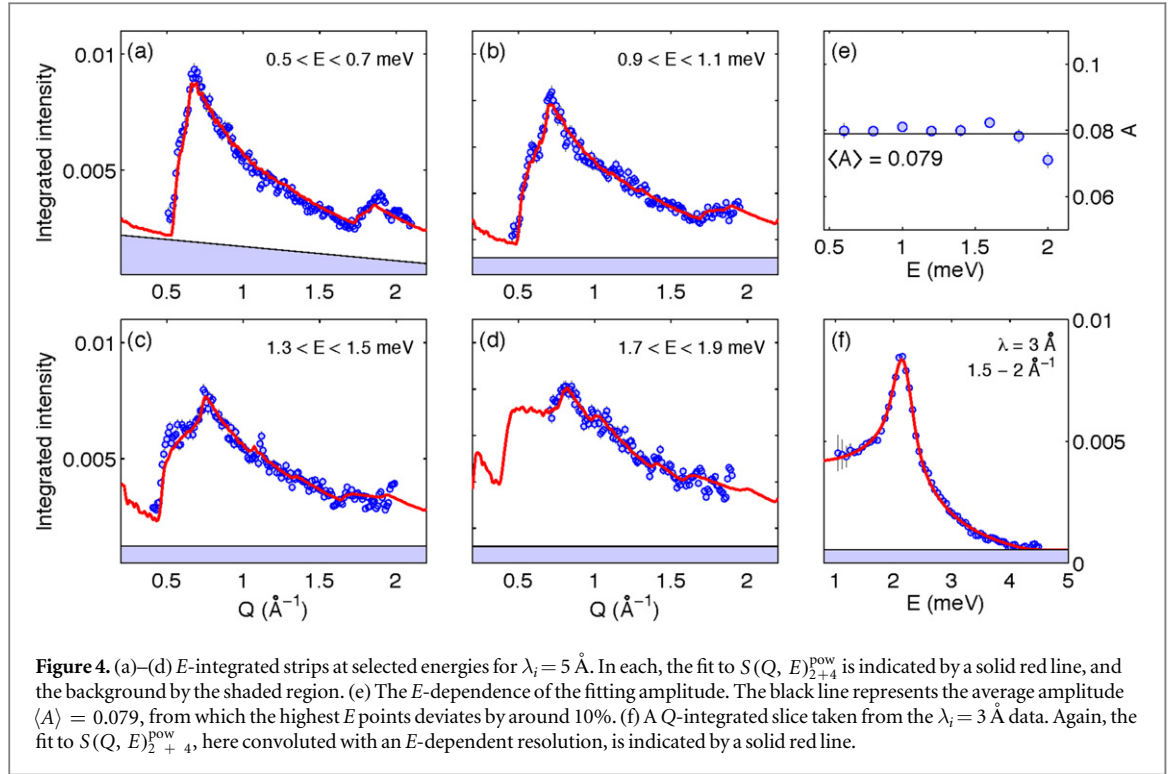 (a)
0.5 < E < 0.7 meV
Integrated intensity
0.01
0.005
0.5 1 1.5 2
(b)
0.9 < E < 1.1 meV
0.5 1 1.5 2
(e)
⟨A⟩ = 0.079
0.1
0.08
0.06
A
0.5 1 1.5 2
E (meV)
(c)
1.3 < E < 1.5 meV
Integrated intensity
0.01
0.005
0.5 1 1.5 2
Q (Å⁻¹)
(d)
1.7 < E < 1.9 meV
0.5 1 1.5 2
Q (Å⁻¹)
(f)
λ = 3 Å
1.5 – 2 Å⁻¹
0.01
0.005
0
1 2 3 4 5
E (meV)
Figure 4. (a)–(d) E-integrated strips at selected energies for λᵢ = 5 Å. In each, the fit to S(Q, E)₂₊₄ᵖᵒʷ is indicated by a solid red line, and
the background by the shaded region. (e) The E-dependence of the fitting amplitude. The black line represents the average amplitude
⟨A⟩ = 0.079, from which the highest E points deviates by around 10%. (f) A Q-integrated slice taken from the λᵢ = 3 Å data. Again, the
fit to S(Q, E)₂ ₊ ₄ᵖᵒʷ, here convoluted with an E-dependent resolution, is indicated by a solid red line.